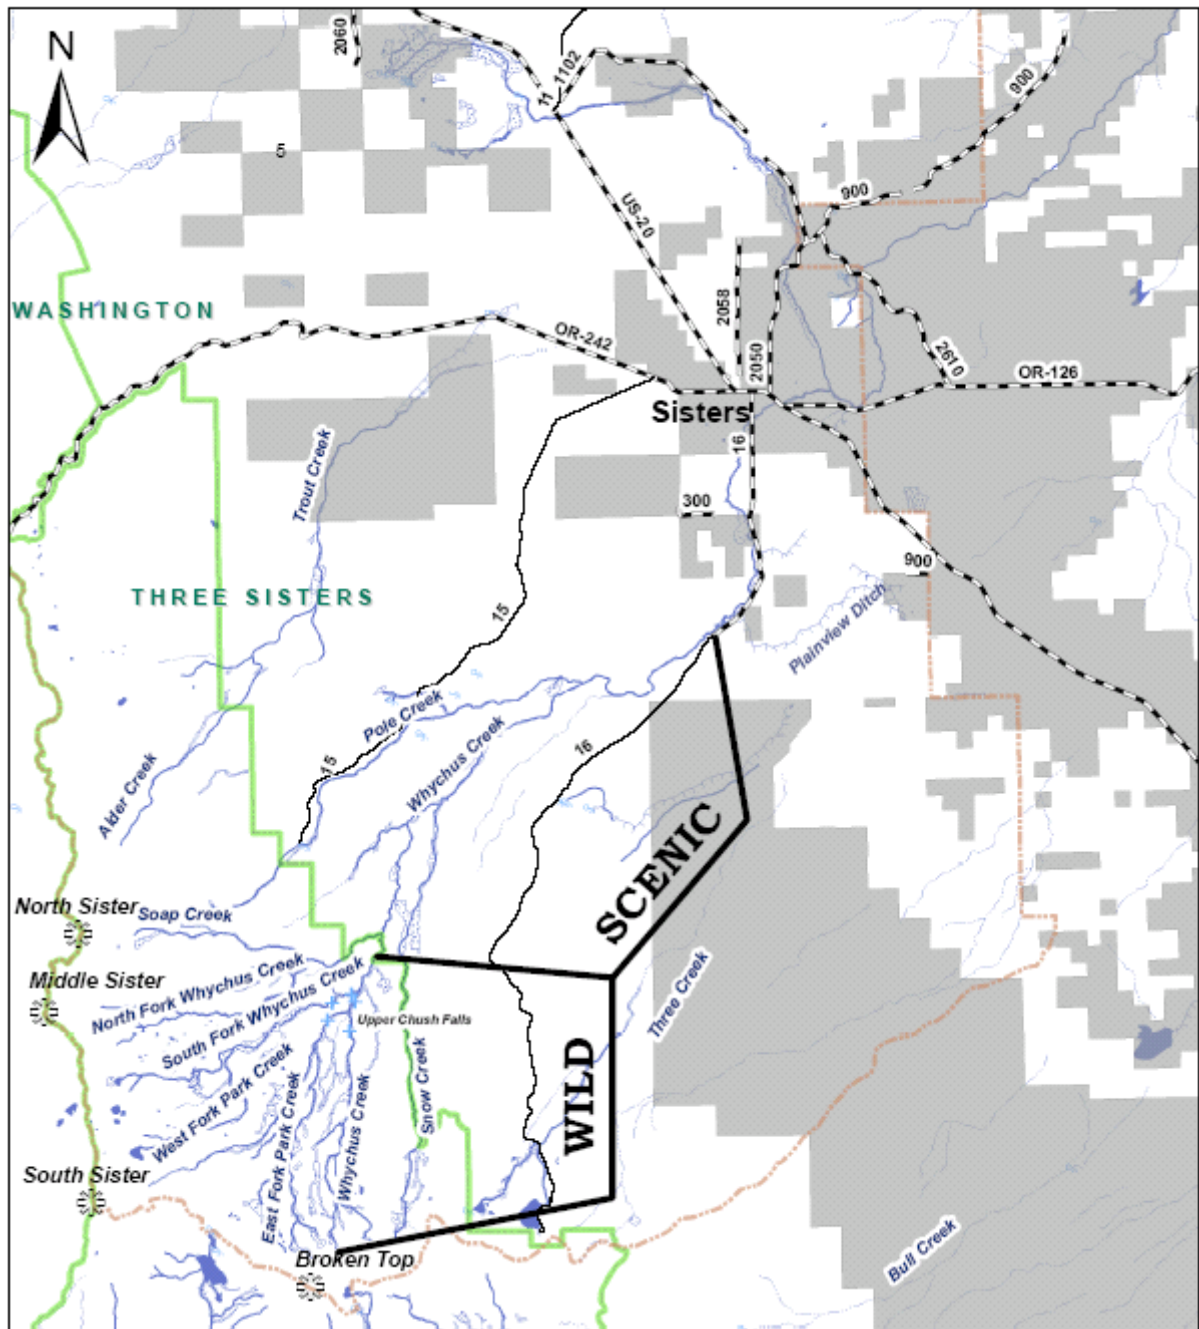 N
2060
11
1102
900
5
900
US-20
WASHINGTON
2058
OR-242
2050
2610
OR-126
Sisters
16
Trout Creek
300
900
THREE SISTERS
15
Plainview Ditch
Pole Creek
16
15
Whychus Creek
Alder Creek
SCENIC
North Sister
Soap Creek
Middle Sister
North Fork Whychus Creek
South Fork Whychus Creek
Three Creek
Upper Chush Falls
WILD
West Fork Park Creek
Snow Creek
East Fork Park Creek
Whychus Creek
South Sister
Broken Top
Bull Creek